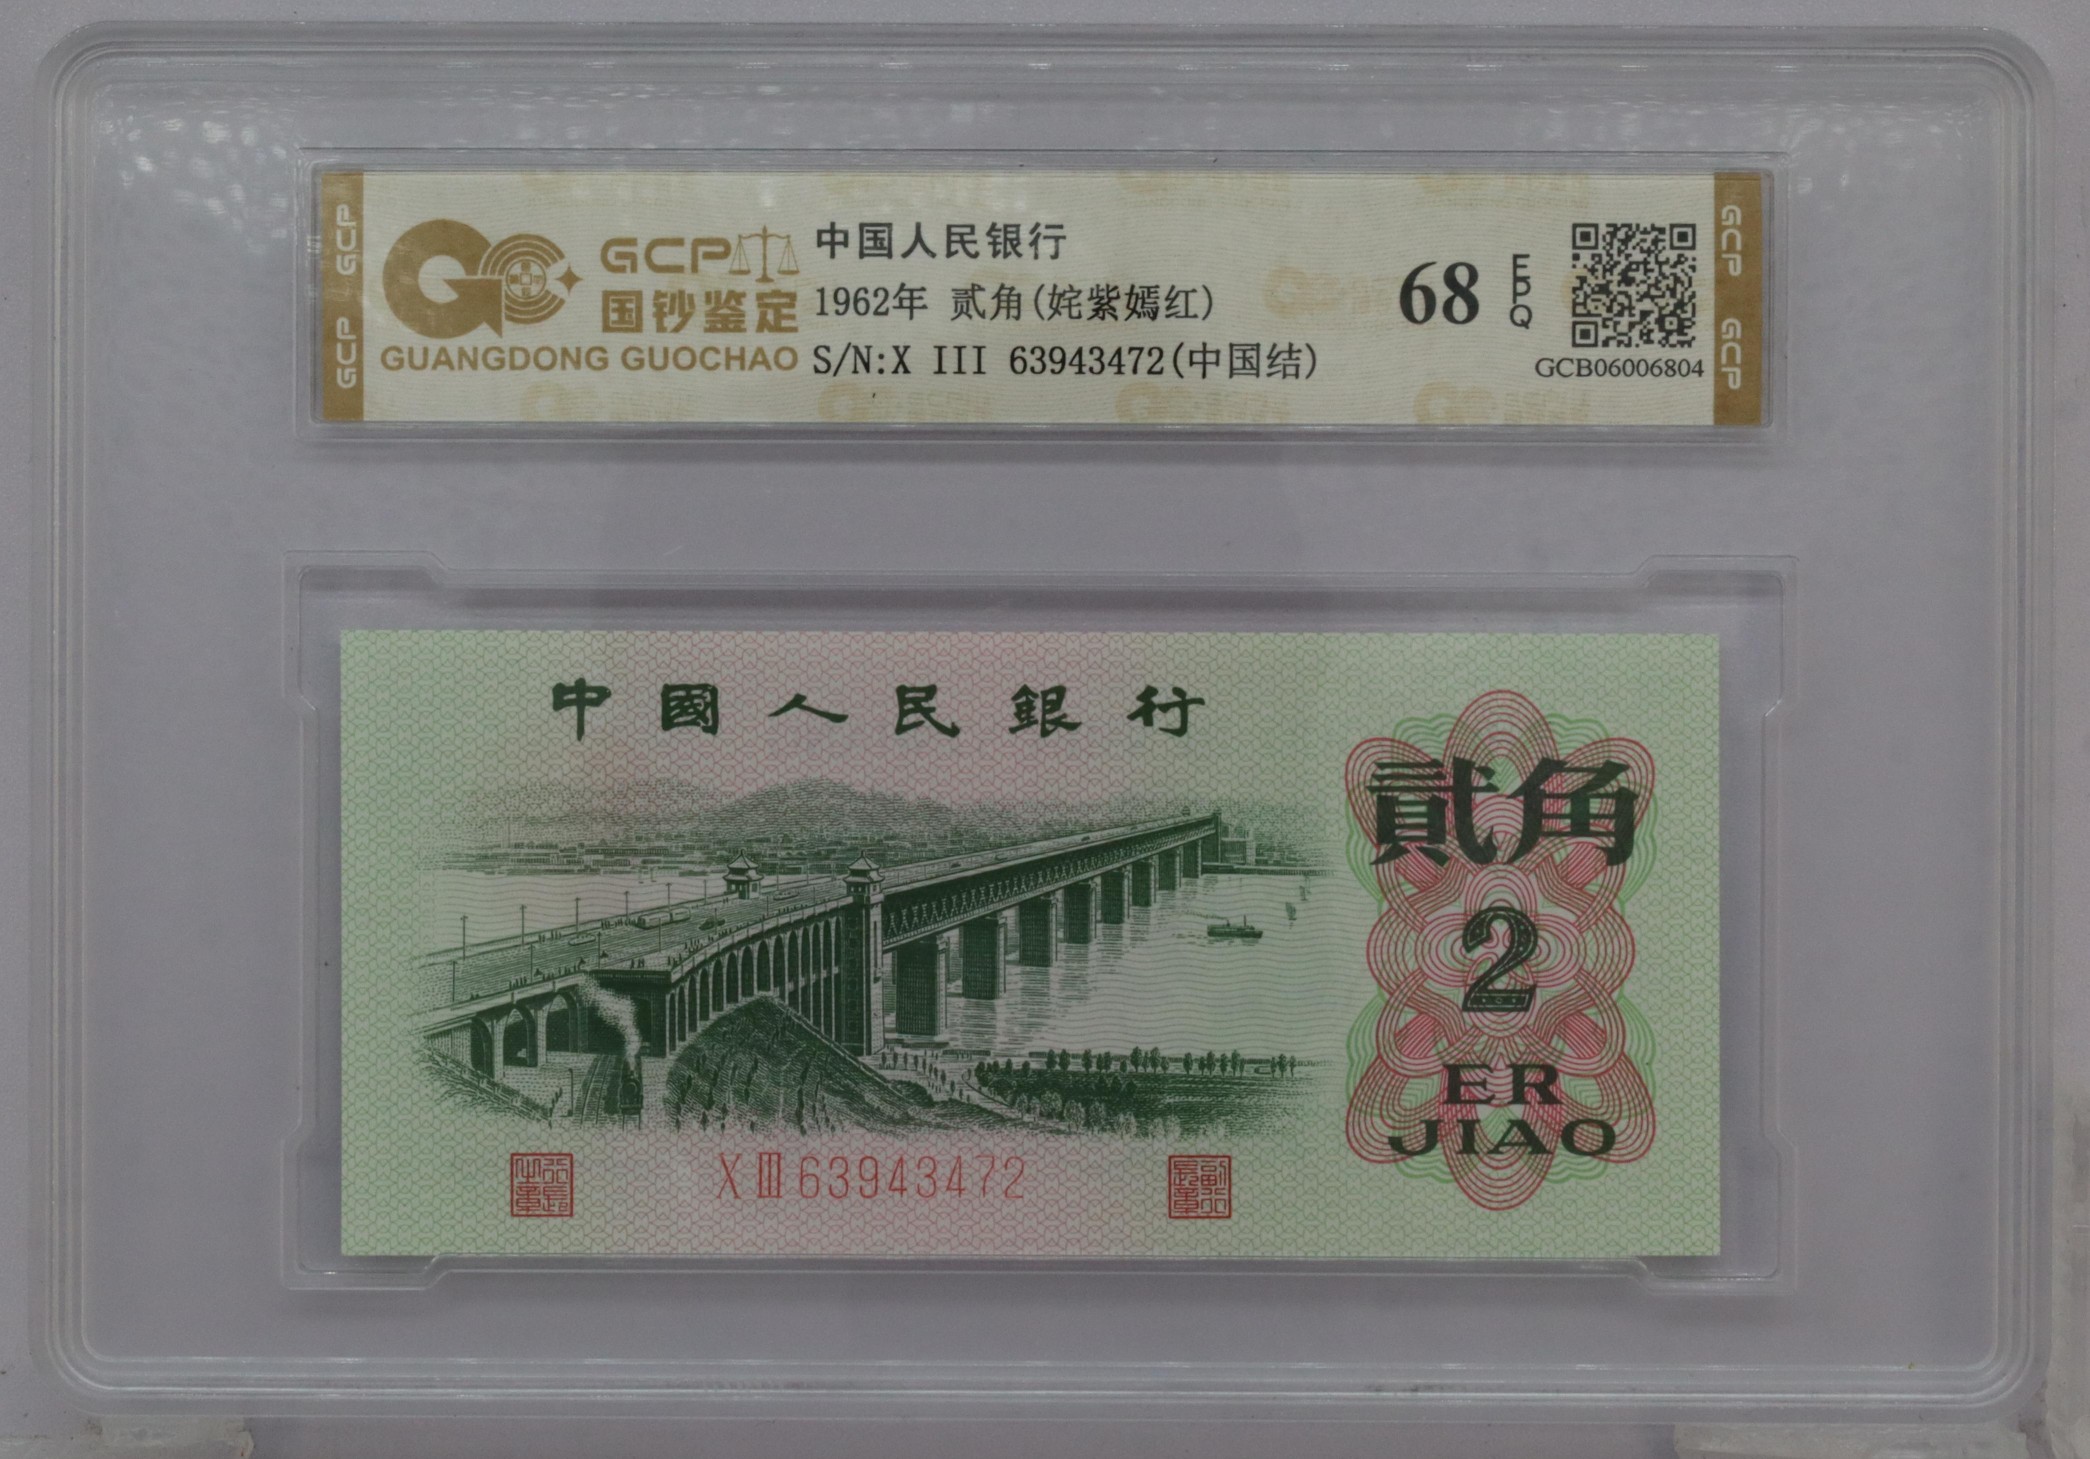 GCP
GCP
GCP
国钞鉴定
GUANGDONG GUOCHAO
中国人民银行
1962年 贰角(姹紫嫣红)
S/N:X III 63943472(中国结)
68
EPQ
GCB06006804
GCP
GCP
中國人民銀行
貳角
2
ER
JIAO
X III 63943472